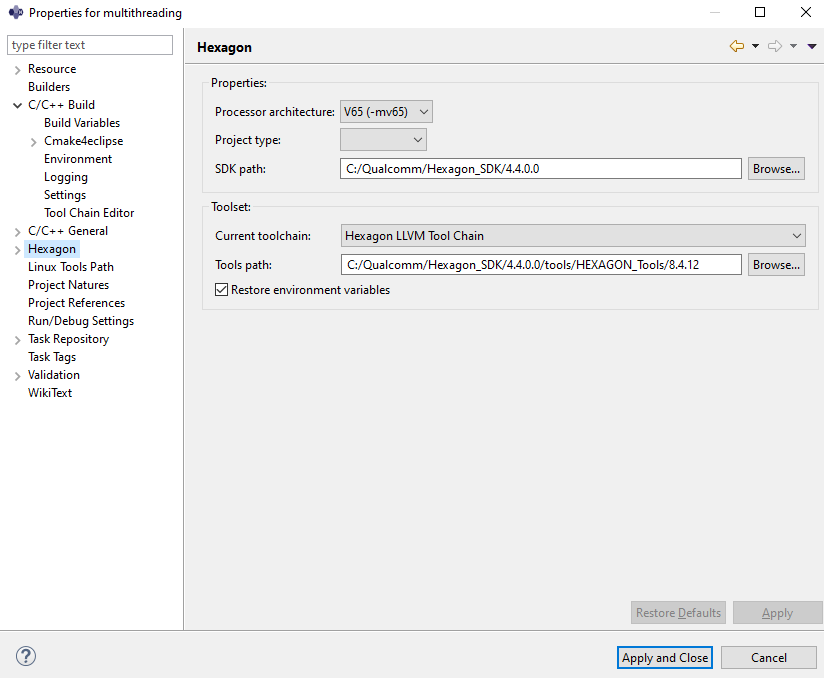 Properties for multithreading
type filter text
Resource
Builders
C/C++ Build
Build Variables
Cmake4eclipse
Environment
Logging
Settings
Tool Chain Editor
C/C++ General
Hexagon
Linux Tools Path
Project Natures
Project References
Run/Debug Settings
Task Repository
Task Tags
Validation
WikiText
Hexagon
Properties:
Processor architecture: V65 (-mv65)
Project type:
SDK path: C:/Qualcomm/Hexagon_SDK/4.4.0.0 Browse...
Toolset:
Current toolchain: Hexagon LLVM Tool Chain
Tools path: C:/Qualcomm/Hexagon_SDK/4.4.0.0/tools/HEXAGON_Tools/8.4.12 Browse...
Restore environment variables
Restore Defaults Apply
? Apply and Close Cancel